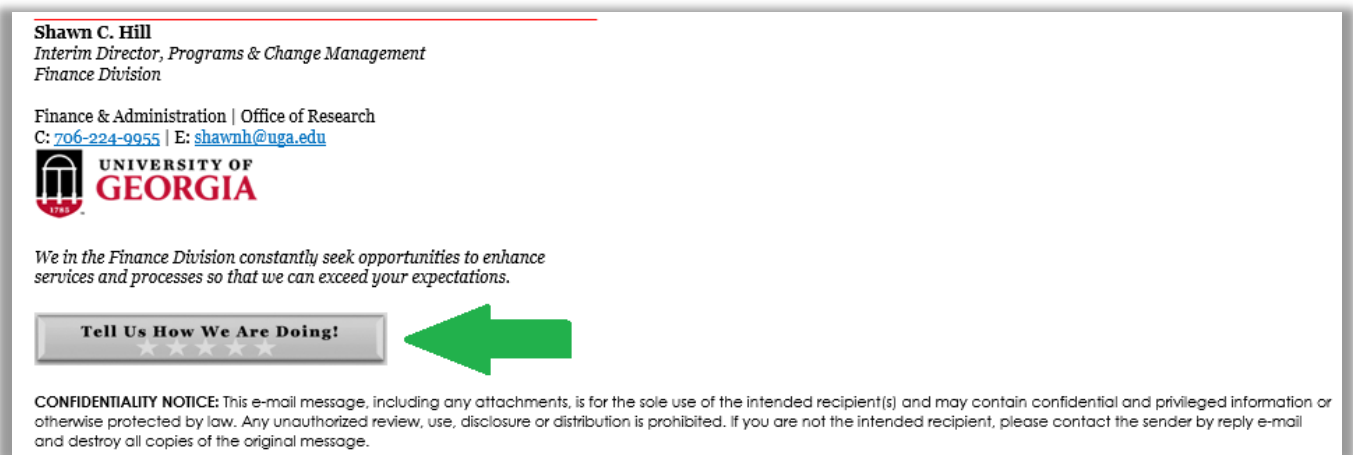 Shawn C. Hill
Interim Director, Programs & Change Management
Finance Division
Finance & Administration | Office of Research
C: 706-224-9955 | E: shawnh@uga.edu
UNIVERSITY OF
GEORGIA
1785
We in the Finance Division constantly seek opportunities to enhance
services and processes so that we can exceed your expectations.
Tell Us How We Are Doing!
CONFIDENTIALITY NOTICE: This e-mail message, including any attachments, is for the sole use of the intended recipient(s) and may contain confidential and privileged information or
otherwise protected by law. Any unauthorized review, use, disclosure or distribution is prohibited. If you are not the intended recipient, please contact the sender by reply e-mail
and destroy all copies of the original message.